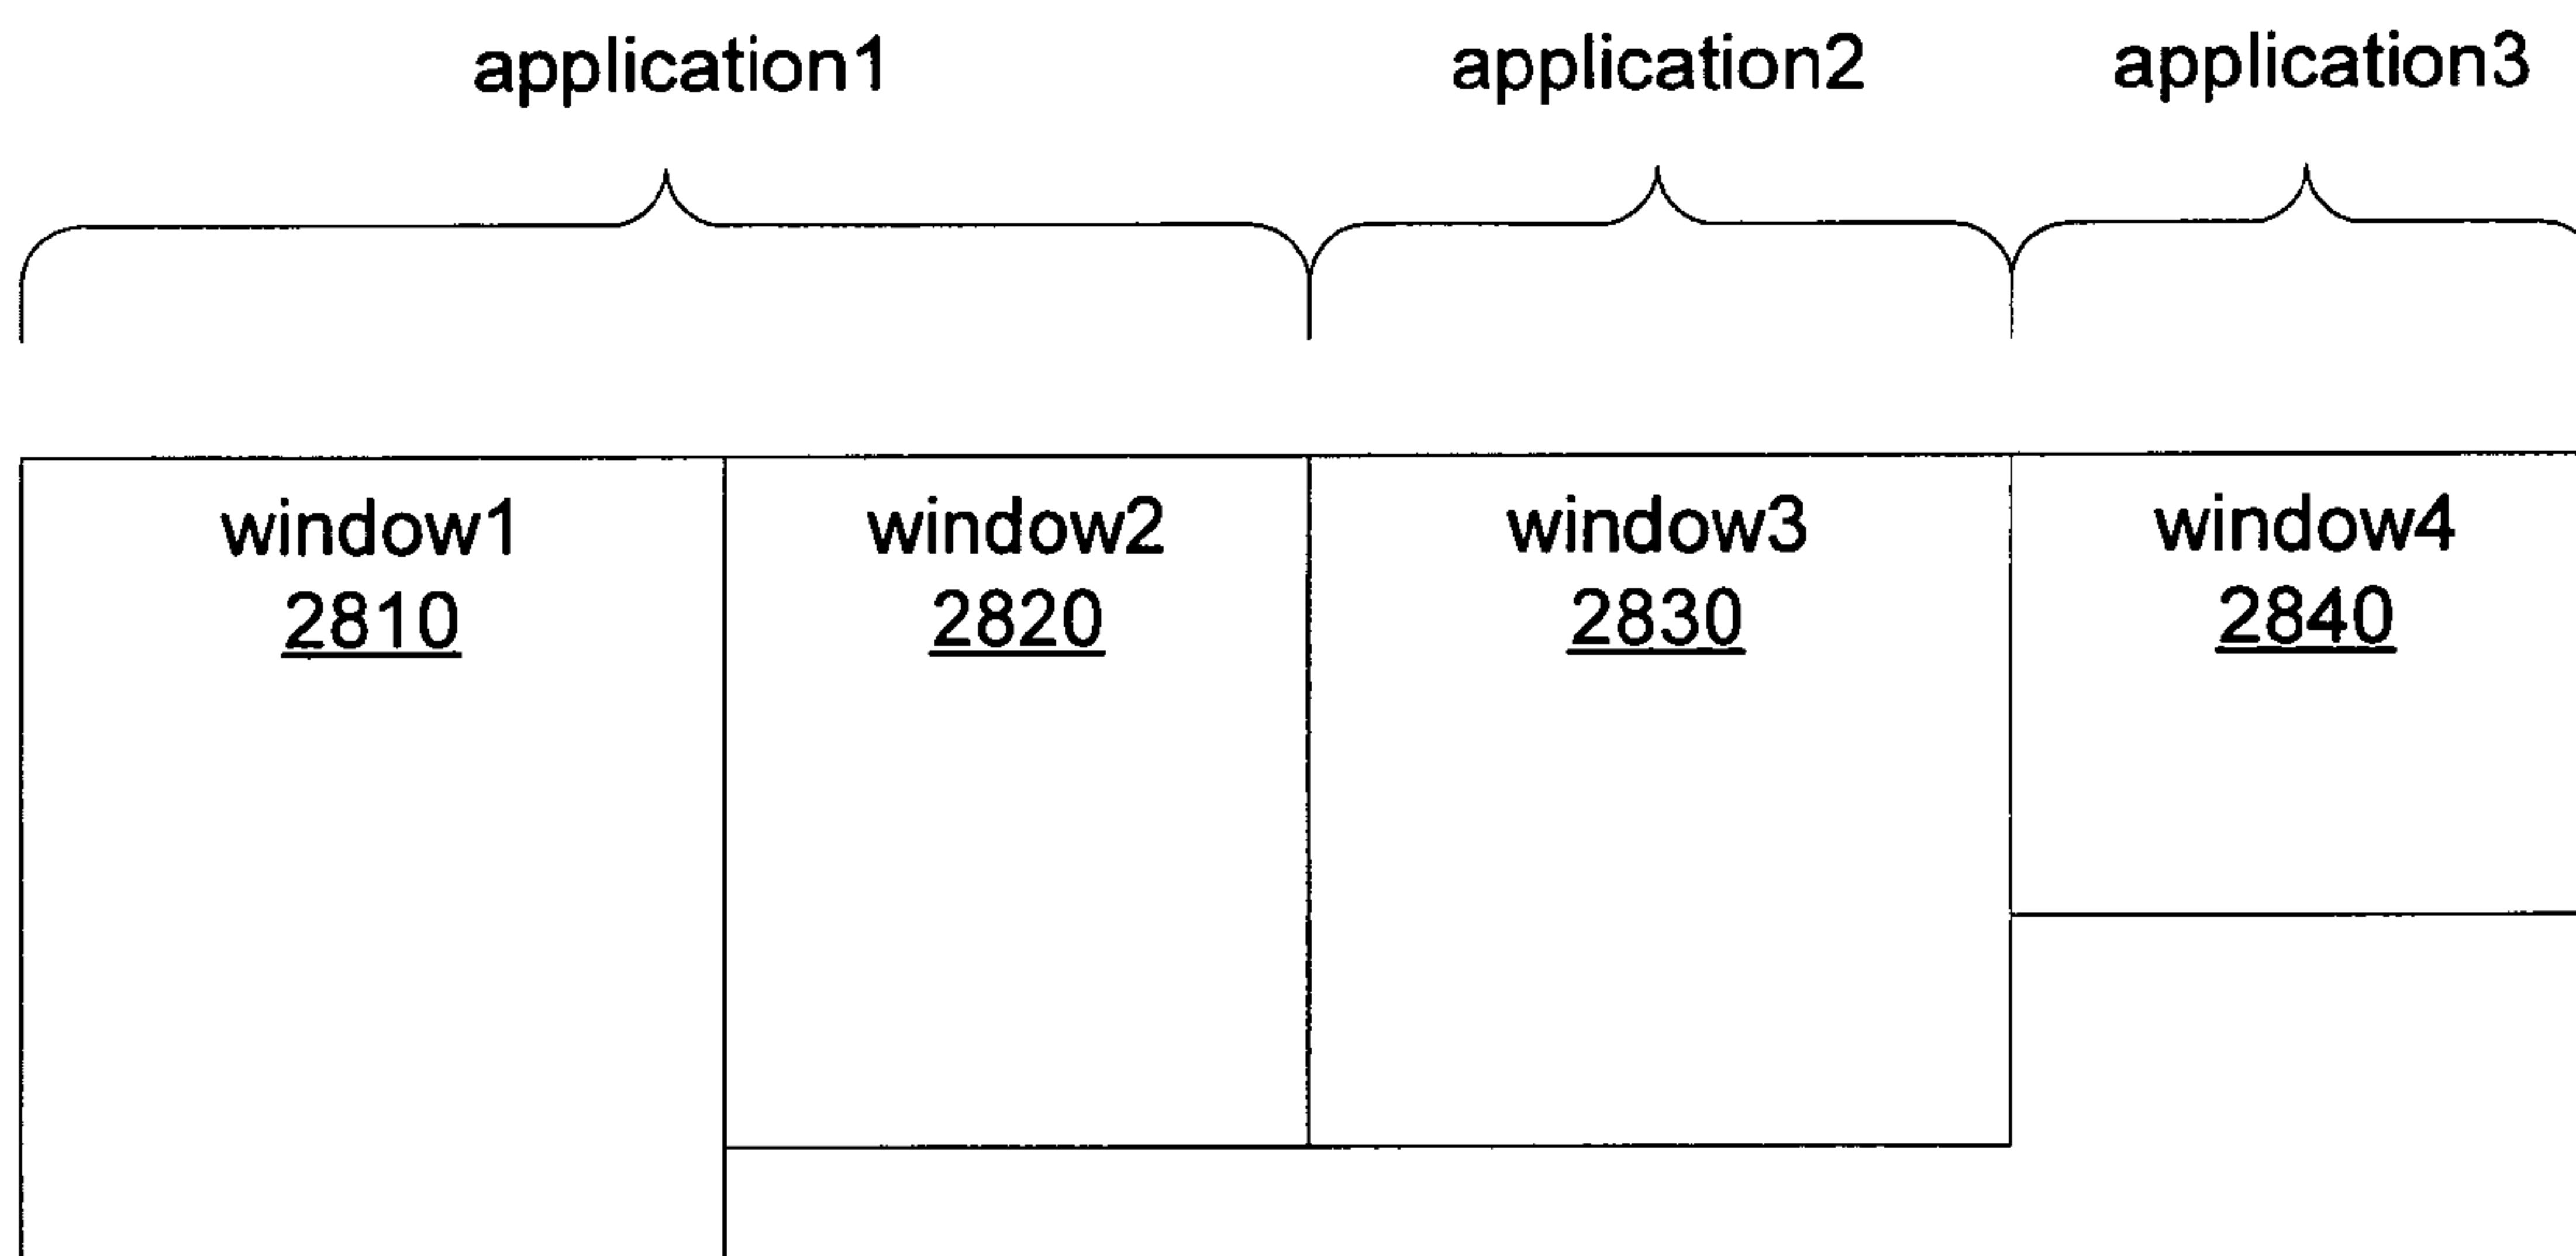 application1 application2 application3
window1 window2 window3 window4
2810 2820 2830 2840